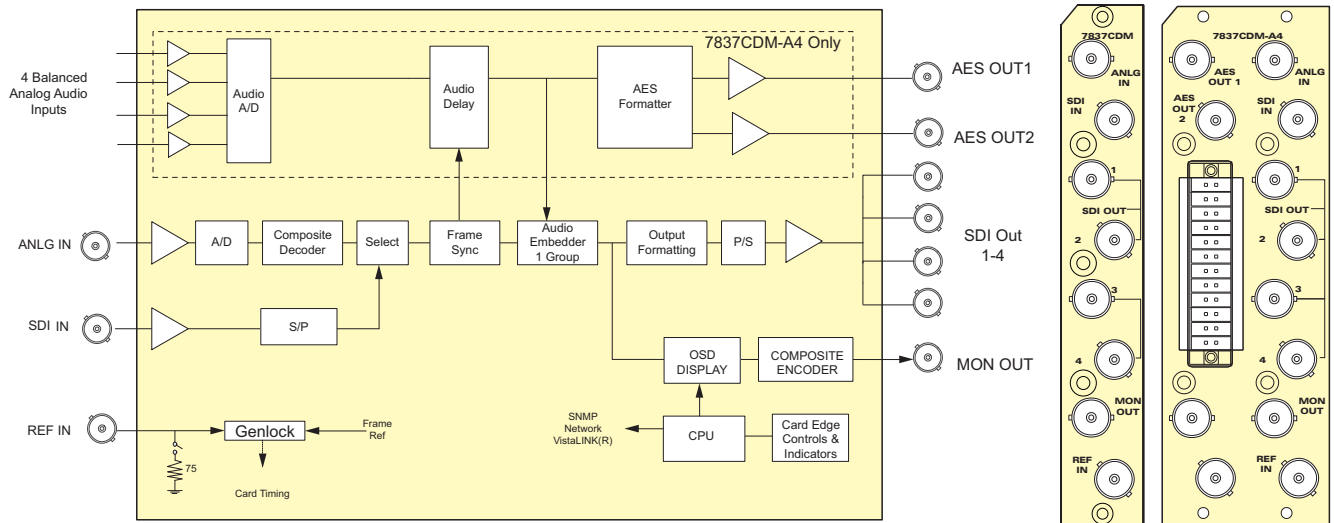 7837CDM-A4 Only
4 Balanced
Analog Audio
Inputs
Audio
A/D
Audio
Delay
AES
Formatter
AES OUT1
AES OUT2
ANLG IN
A/D
Composite
Decoder
Select
Frame
Sync
Audio
Embedder
1 Group
Output
Formatting
P/S
SDI Out
1-4
SDI IN
S/P
OSD
DISPLAY
COMPOSITE
ENCODER
MON OUT
REF IN
Genlock
Frame
Ref
75
Card Timing
SNMP
Network
VistaLINK(R)
CPU
Card Edge
Controls &
Indicators
7837CDM
ANLG
IN
SDI
IN
1
SDI OUT
2
3
4
MON
OUT
REF
IN
7837CDM-A4
AES
OUT 1
ANLG
IN
AES
OUT
2
SDI
IN
1
SDI OUT
2
3
4
MON
OUT
REF
IN